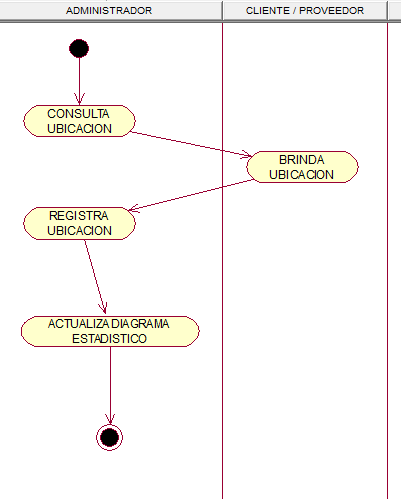 ADMINISTRADOR
CLIENTE / PROVEEDOR
CONSULTA
UBICACION
BRINDA
UBICACION
REGISTRA
UBICACION
ACTUALIZA DIAGRAMA
ESTADISTICO